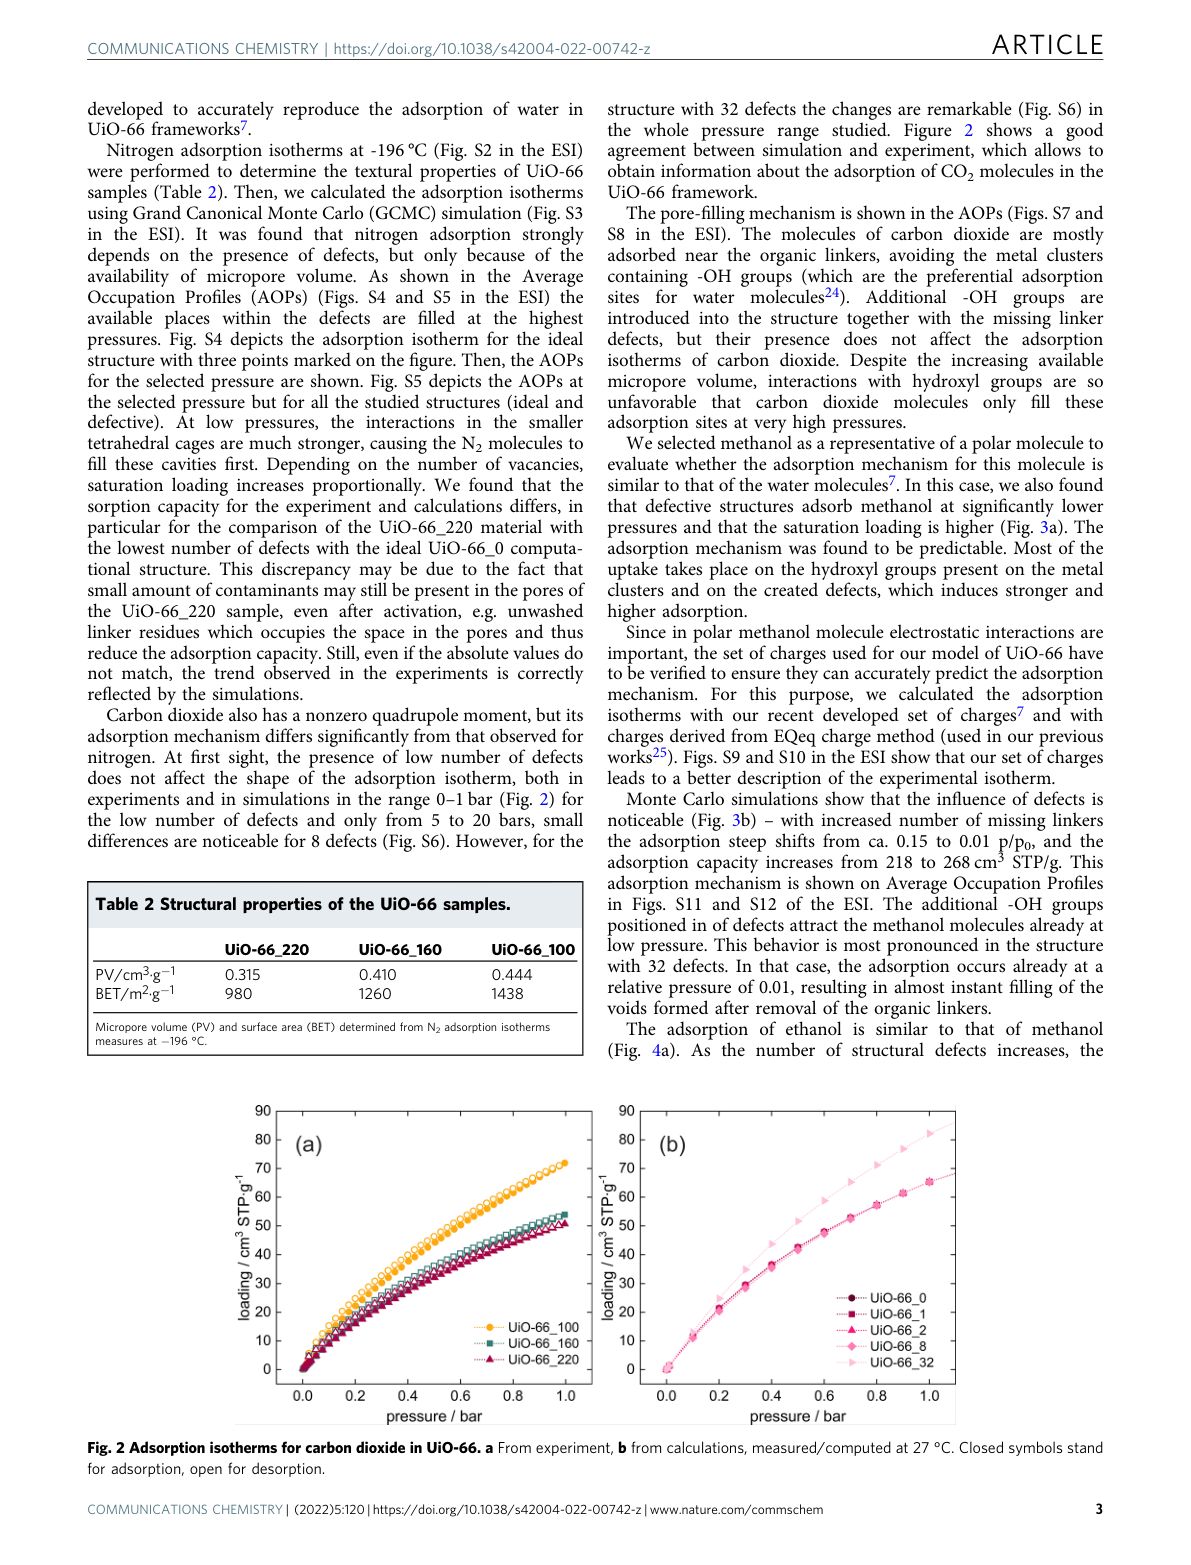 COMMUNICATIONS CHEMISTRY | https://doi.org/10.1038/s42004-022-00742-z
ARTICLE
developed to accurately reproduce the adsorption of water in
UiO-66 frameworks7.
Nitrogen adsorption isotherms at -196 °C (Fig. S2 in the ESI)
were performed to determine the textural properties of UiO-66
samples (Table 2). Then, we calculated the adsorption isotherms
using Grand Canonical Monte Carlo (GCMC) simulation (Fig. S3
in the ESI). It was found that nitrogen adsorption strongly
depends on the presence of defects, but only because of the
availability of micropore volume. As shown in the Average
Occupation Profiles (AOPs) (Figs. S4 and S5 in the ESI) the
available places within the defects are filled at the highest
pressures. Fig. S4 depicts the adsorption isotherm for the ideal
structure with three points marked on the figure. Then, the AOPs
for the selected pressure are shown. Fig. S5 depicts the AOPs at
the selected pressure but for all the studied structures (ideal and
defective). At low pressures, the interactions in the smaller
tetrahedral cages are much stronger, causing the N2 molecules to
fill these cavities first. Depending on the number of vacancies,
saturation loading increases proportionally. We found that the
sorption capacity for the experiment and calculations differs, in
particular for the comparison of the UiO-66_220 material with
the lowest number of defects with the ideal UiO-66_0 computa-
tional structure. This discrepancy may be due to the fact that
small amount of contaminants may still be present in the pores of
the UiO-66_220 sample, even after activation, e.g. unwashed
linker residues which occupies the space in the pores and thus
reduce the adsorption capacity. Still, even if the absolute values do
not match, the trend observed in the experiments is correctly
reflected by the simulations.
Carbon dioxide also has a nonzero quadrupole moment, but its
adsorption mechanism differs significantly from that observed for
nitrogen. At first sight, the presence of low number of defects
does not affect the shape of the adsorption isotherm, both in
experiments and in simulations in the range 0–1 bar (Fig. 2) for
the low number of defects and only from 5 to 20 bars, small
differences are noticeable for 8 defects (Fig. S6). However, for the
Table 2 Structural properties of the UiO-66 samples.
UiO-66_220 UiO-66_160 UiO-66_100
PV/cm3·g−1 0.315 0.410 0.444
BET/m2·g−1 980 1260 1438
Micropore volume (PV) and surface area (BET) determined from N2 adsorption isotherms
measures at −196 °C.
structure with 32 defects the changes are remarkable (Fig. S6) in
the whole pressure range studied. Figure 2 shows a good
agreement between simulation and experiment, which allows to
obtain information about the adsorption of CO2 molecules in the
UiO-66 framework.
The pore-filling mechanism is shown in the AOPs (Figs. S7 and
S8 in the ESI). The molecules of carbon dioxide are mostly
adsorbed near the organic linkers, avoiding the metal clusters
containing -OH groups (which are the preferential adsorption
sites for water molecules24). Additional -OH groups are
introduced into the structure together with the missing linker
defects, but their presence does not affect the adsorption
isotherms of carbon dioxide. Despite the increasing available
micropore volume, interactions with hydroxyl groups are so
unfavorable that carbon dioxide molecules only fill these
adsorption sites at very high pressures.
We selected methanol as a representative of a polar molecule to
evaluate whether the adsorption mechanism for this molecule is
similar to that of the water molecules7. In this case, we also found
that defective structures adsorb methanol at significantly lower
pressures and that the saturation loading is higher (Fig. 3a). The
adsorption mechanism was found to be predictable. Most of the
uptake takes place on the hydroxyl groups present on the metal
clusters and on the created defects, which induces stronger and
higher adsorption.
Since in polar methanol molecule electrostatic interactions are
important, the set of charges used for our model of UiO-66 have
to be verified to ensure they can accurately predict the adsorption
mechanism. For this purpose, we calculated the adsorption
isotherms with our recent developed set of charges7 and with
charges derived from EQeq charge method (used in our previous
works25). Figs. S9 and S10 in the ESI show that our set of charges
leads to a better description of the experimental isotherm.
Monte Carlo simulations show that the influence of defects is
noticeable (Fig. 3b) – with increased number of missing linkers
the adsorption steep shifts from ca. 0.15 to 0.01 p/p0, and the
adsorption capacity increases from 218 to 268 cm3 STP/g. This
adsorption mechanism is shown on Average Occupation Profiles
in Figs. S11 and S12 of the ESI. The additional -OH groups
positioned in of defects attract the methanol molecules already at
low pressure. This behavior is most pronounced in the structure
with 32 defects. In that case, the adsorption occurs already at a
relative pressure of 0.01, resulting in almost instant filling of the
voids formed after removal of the organic linkers.
The adsorption of ethanol is similar to that of methanol
(Fig. 4a). As the number of structural defects increases, the
(a)
90
80
70
60
50
40
30
20
10
0
loading / cm3 STP·g-1
UiO-66_100
UiO-66_160
UiO-66_220
0.0 0.2 0.4 0.6 0.8 1.0
pressure / bar
(b)
90
80
70
60
50
40
30
20
10
0
loading / cm3 STP·g-1
UiO-66_0
UiO-66_1
UiO-66_2
UiO-66_8
UiO-66_32
0.0 0.2 0.4 0.6 0.8 1.0
pressure / bar
Fig. 2 Adsorption isotherms for carbon dioxide in UiO-66. a From experiment, b from calculations, measured/computed at 27 °C. Closed symbols stand
for adsorption, open for desorption.
COMMUNICATIONS CHEMISTRY | (2022)5:120 | https://doi.org/10.1038/s42004-022-00742-z | www.nature.com/commschem
3